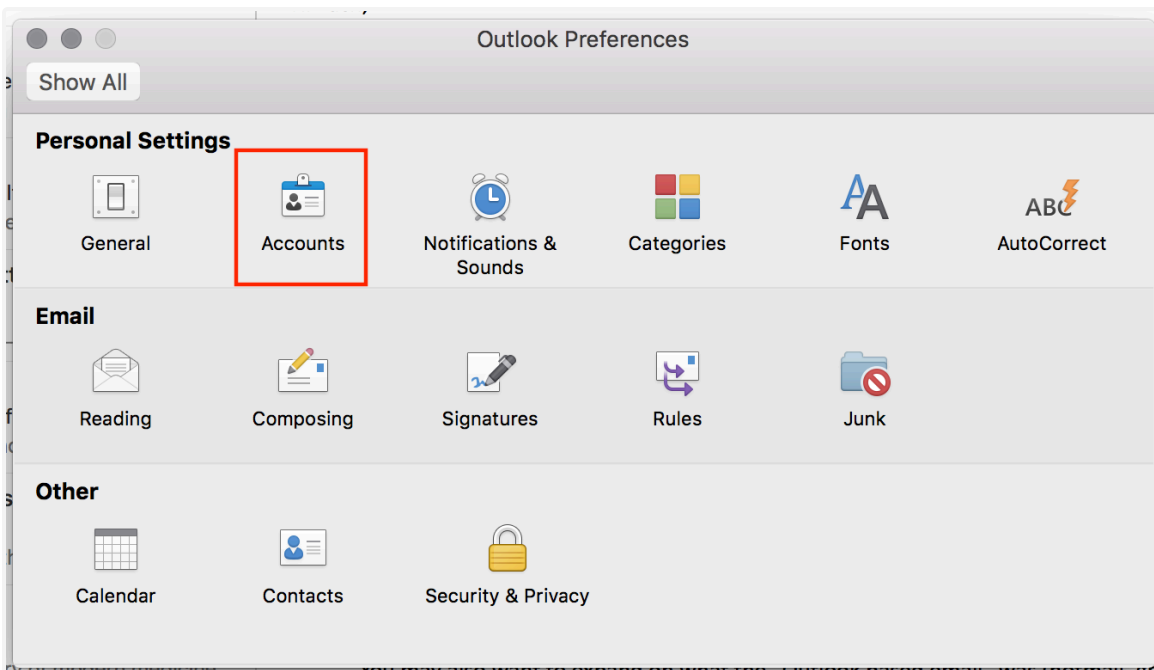 Outlook Preferences
Show All
Personal Settings
General
Accounts
Notifications &
Sounds
Categories
Fonts
ABC
AutoCorrect
Email
Reading
Composing
Signatures
Rules
Junk
Other
Calendar
Contacts
Security & Privacy